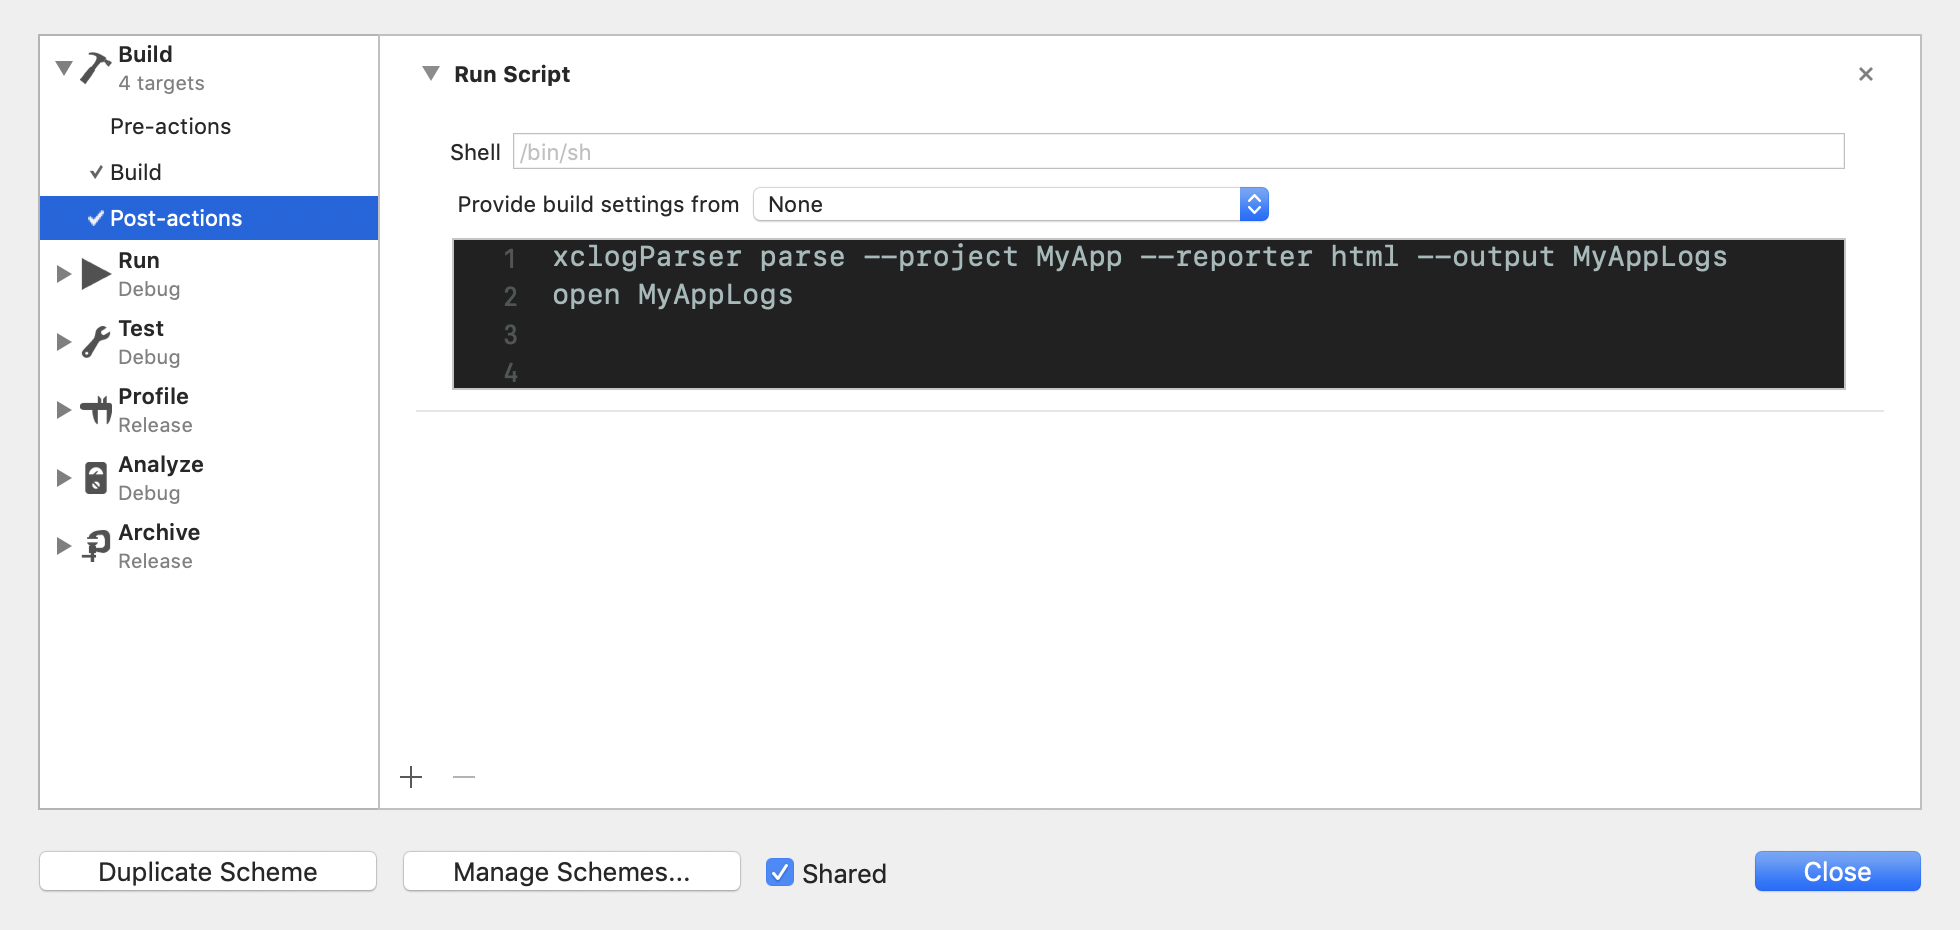 Build
4 targets
Pre-actions
Build
Post-actions
Run
Debug
Test
Debug
Profile
Release
Analyze
Debug
Archive
Release
Run Script
Shell /bin/sh
Provide build settings from None
1 xclogParser parse --project MyApp --reporter html --output MyAppLogs
2 open MyAppLogs
3
4
Duplicate Scheme
Manage Schemes...
Shared
Close